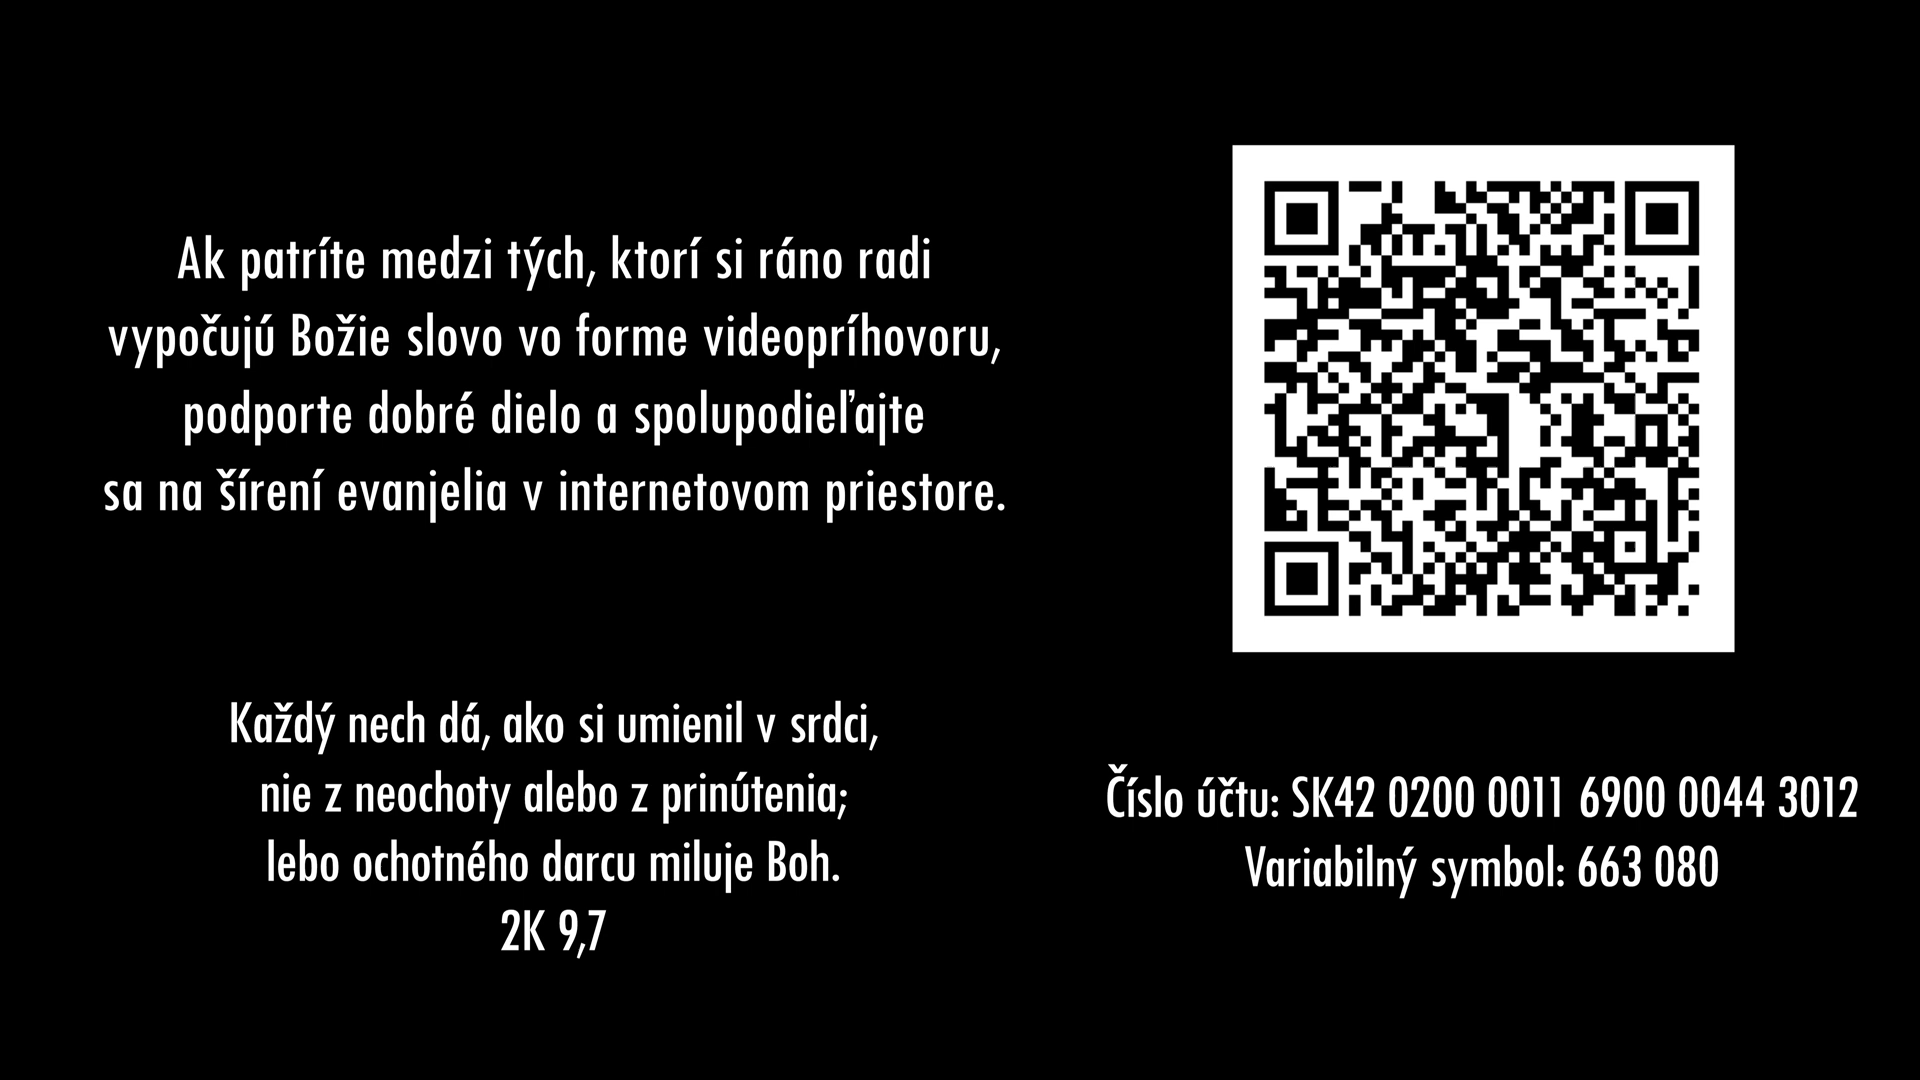 Ak patríte medzi tých, ktorí si ráno radi
vypočujú Božie slovo vo forme videopríhovoru,
podporte dobré dielo a spolupodieľajte
sa na šírení evanjelia v internetovom priestore.
Každý nech dá, ako si umienil v srdci,
nie z neochoty alebo z prinútenia;
lebo ochotného darcu miluje Boh.
2K 9,7
Číslo účtu: SK42 0200 0011 6900 0044 3012
Variabilný symbol: 663 080